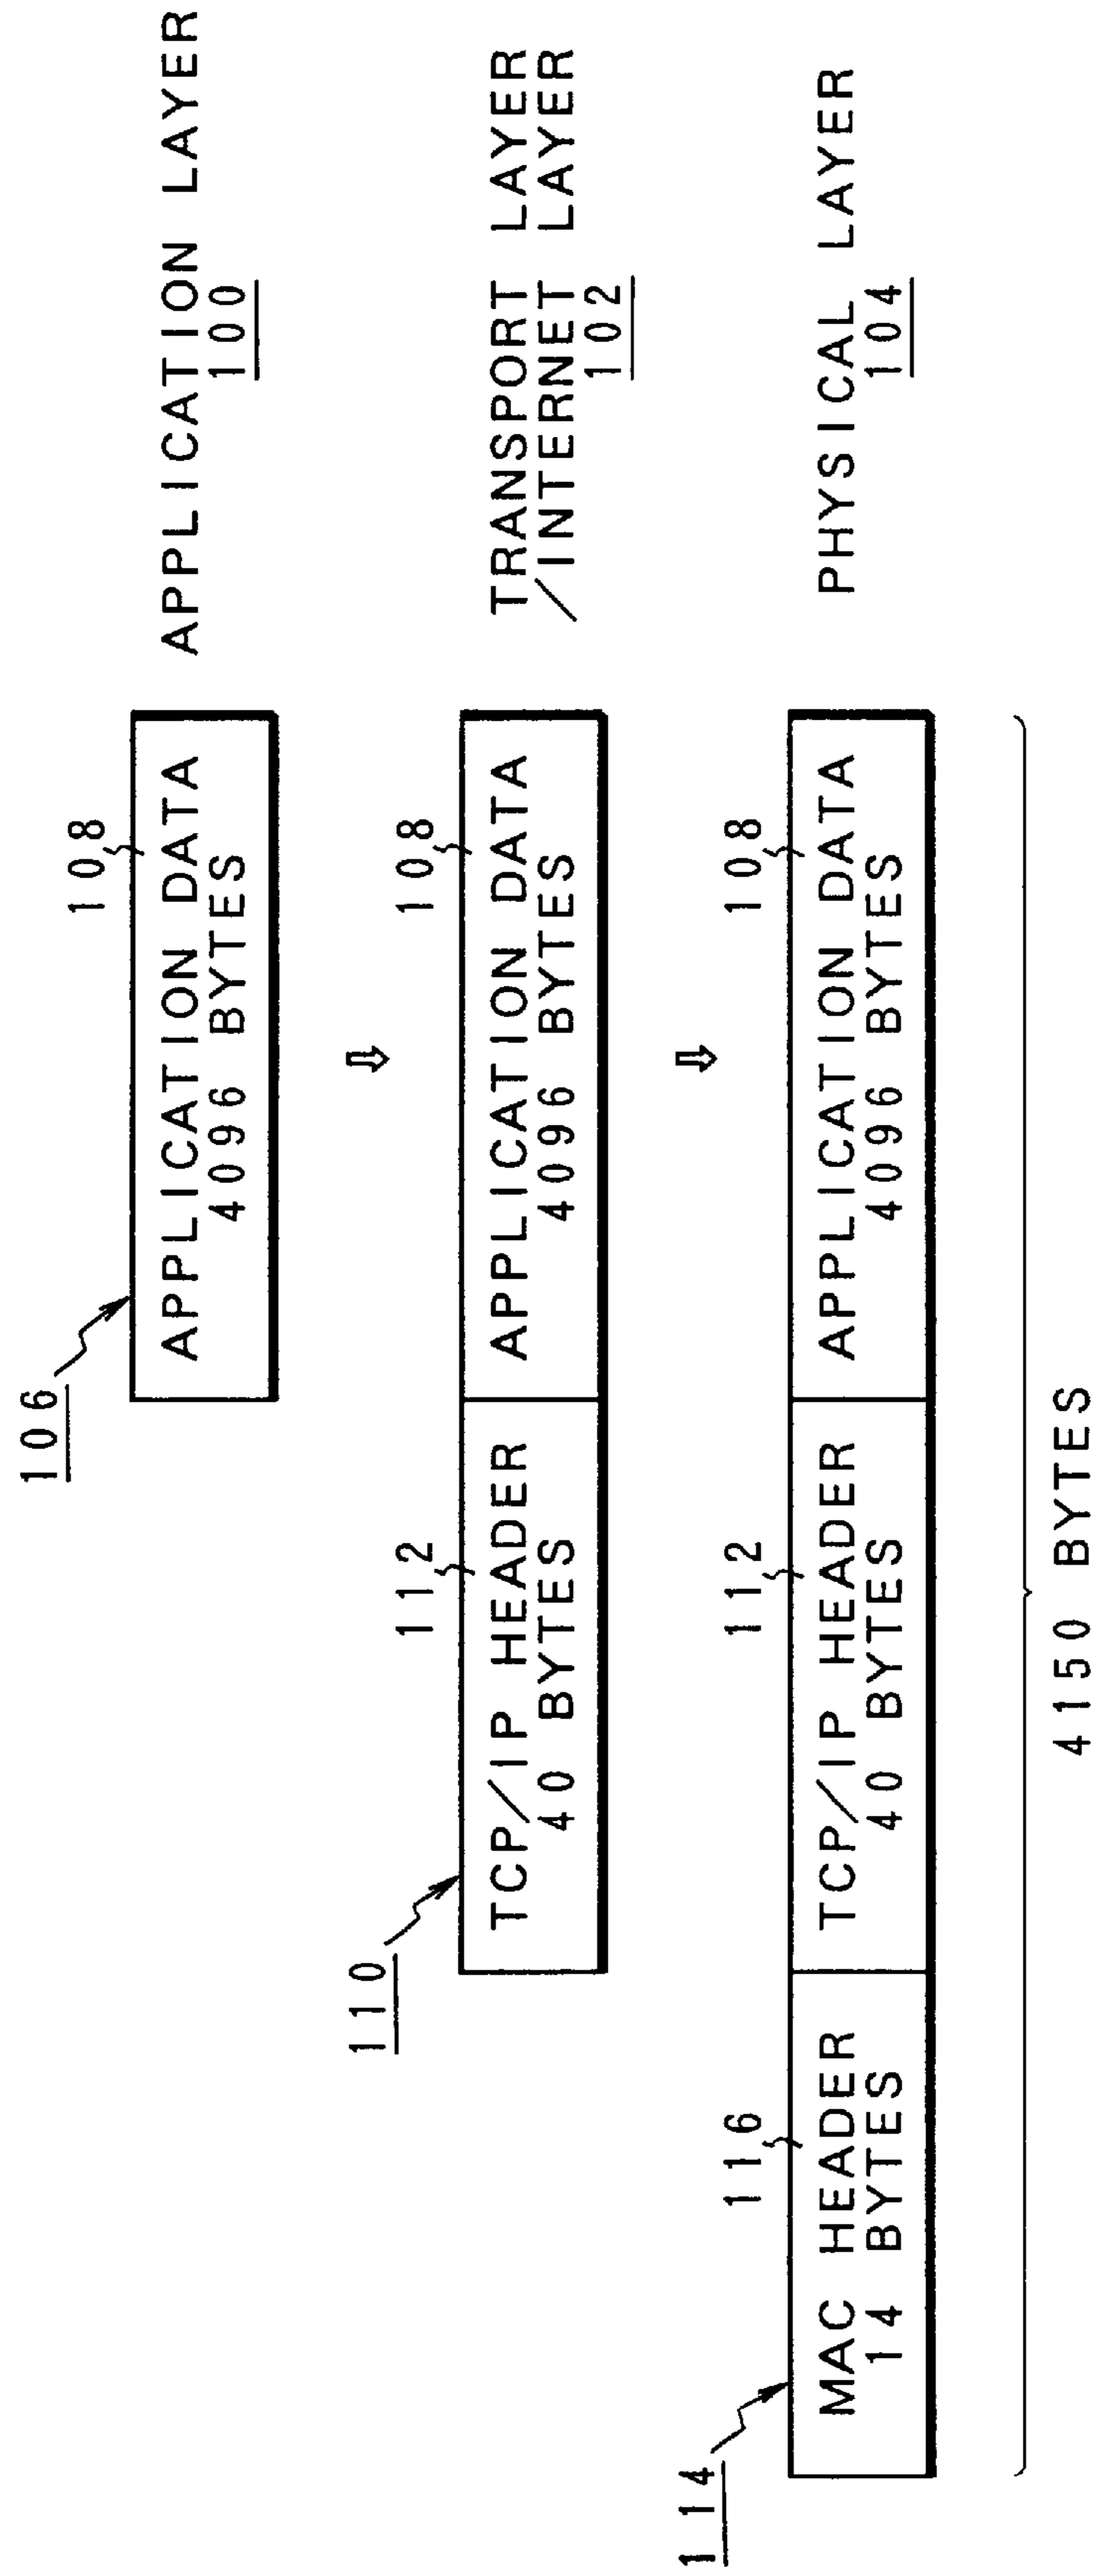 106
108
APPLICATION DATA
4096 BYTES
APPLICATION LAYER
100
⇩
110
112
108
TCP/IP HEADER
40 BYTES
APPLICATION DATA
4096 BYTES
TRANSPORT LAYER
/INTERNET LAYER
102
⇩
114
116
112
108
MAC HEADER
14 BYTES
TCP/IP HEADER
40 BYTES
APPLICATION DATA
4096 BYTES
PHYSICAL LAYER
104
4150 BYTES